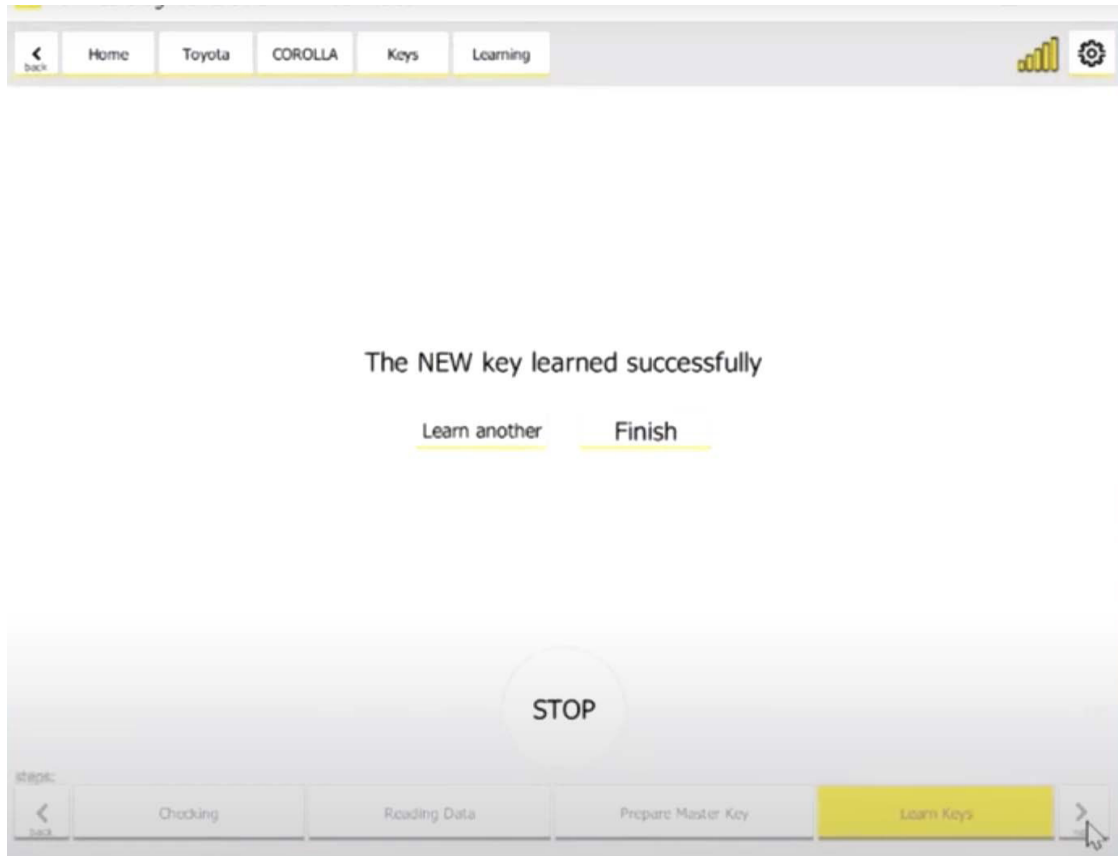 back Home Toyota COROLLA Keys Learning
The NEW key learned successfully
Learn another Finish
STOP
steps:
back Checking Reading Data Prepare Master Key Learn Keys